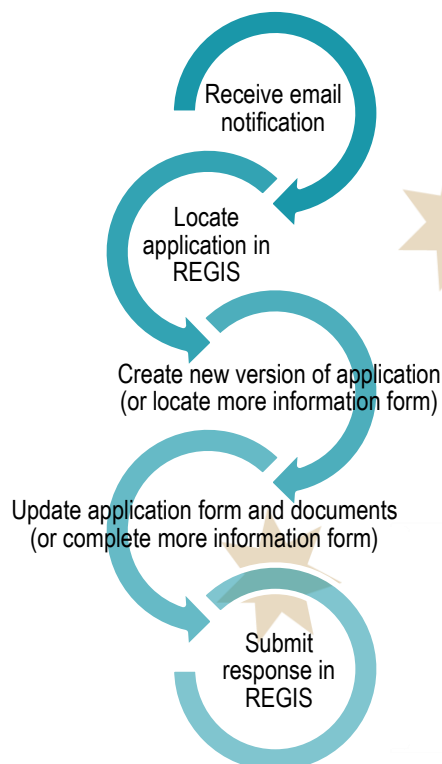 Receive email
notification
Locate
application in
REGIS
Create new version of application
(or locate more information form)
Update application form and documents
(or complete more information form)
Submit
response in
REGIS